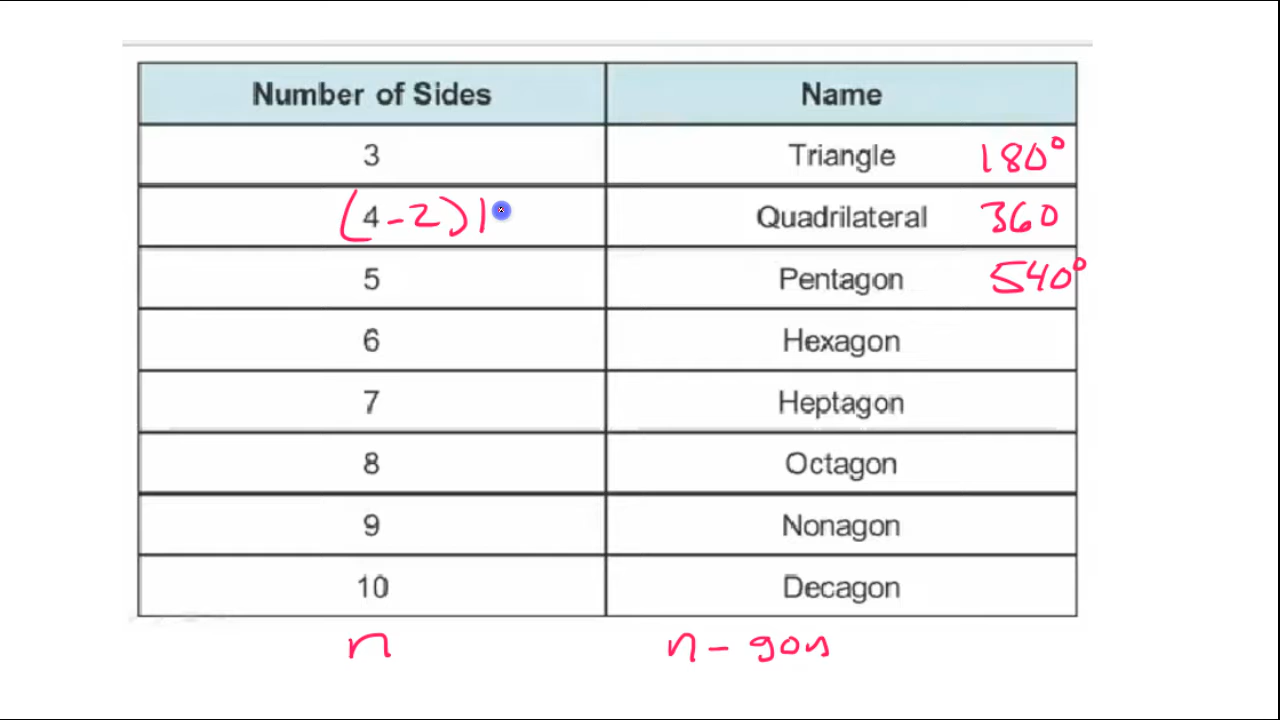 Number of Sides Name
3 Triangle 180°
(4-2)1 Quadrilateral 360
5 Pentagon 540°
6 Hexagon
7 Heptagon
8 Octagon
9 Nonagon
10 Decagon
n n-gon